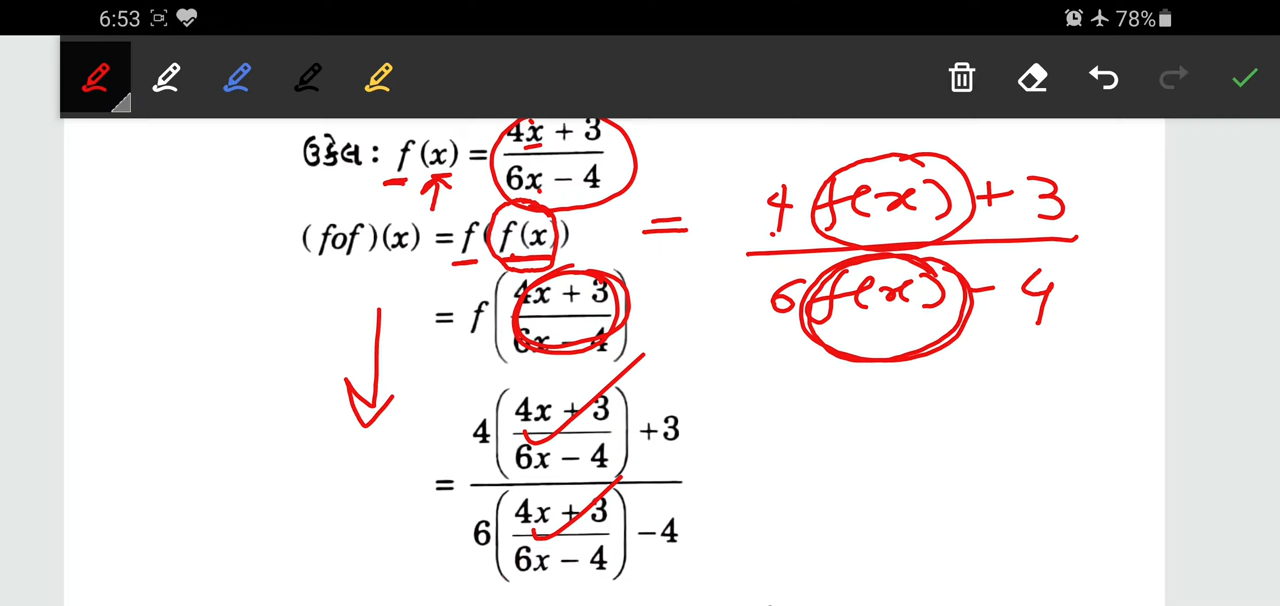 6:53 78%
ઉકેલ: f (x) = (4x + 3)/(6x − 4)
4 f(x) + 3
(fof)(x) = f(f(x)) = ―
6 f(x) − 4
= f((4x + 3)/(6x − 4))
= (4((4x + 3)/(6x − 4)) + 3)/(6((4x + 3)/(6x − 4)) − 4)